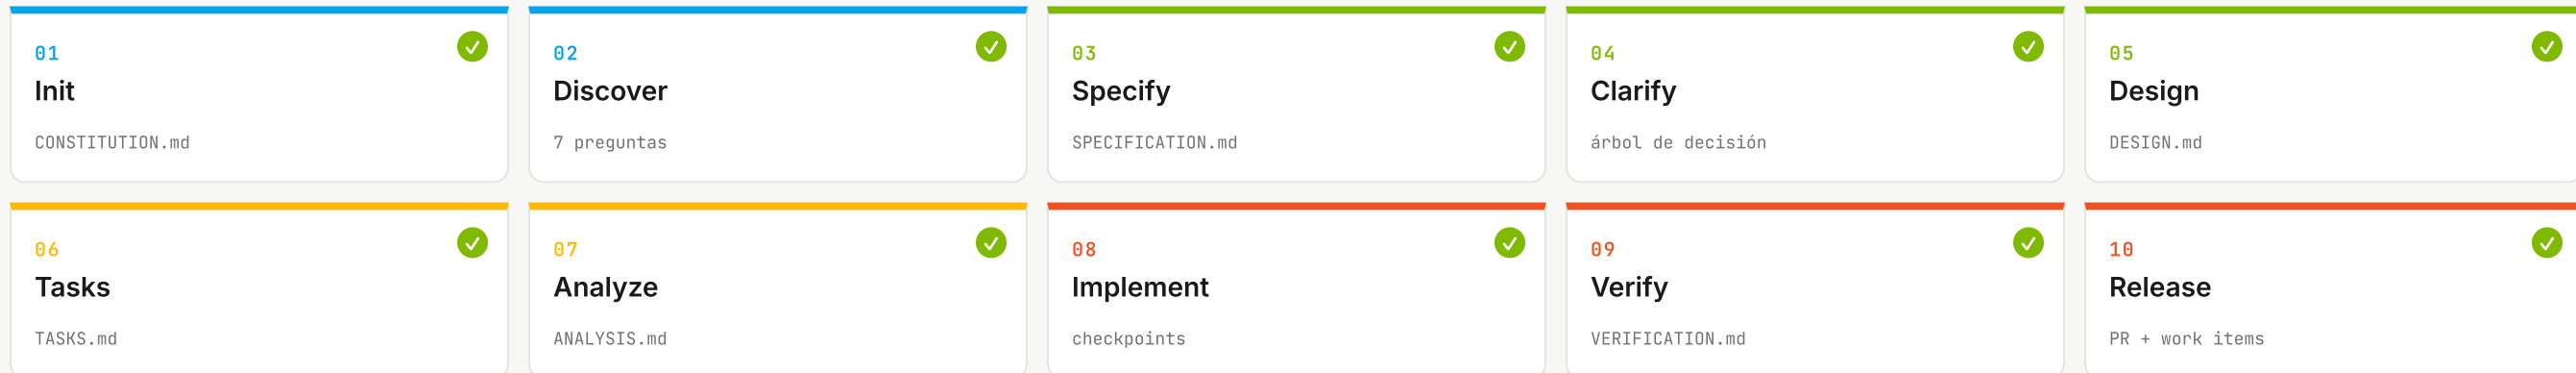 01
Init
CONSTITUTION.md
02
Discover
7 preguntas
03
Specify
SPECIFICATION.md
04
Clarify
árbol de decisión
05
Design
DESIGN.md
06
Tasks
TASKS.md
07
Analyze
ANALYSIS.md
08
Implement
checkpoints
09
Verify
VERIFICATION.md
10
Release
PR + work items